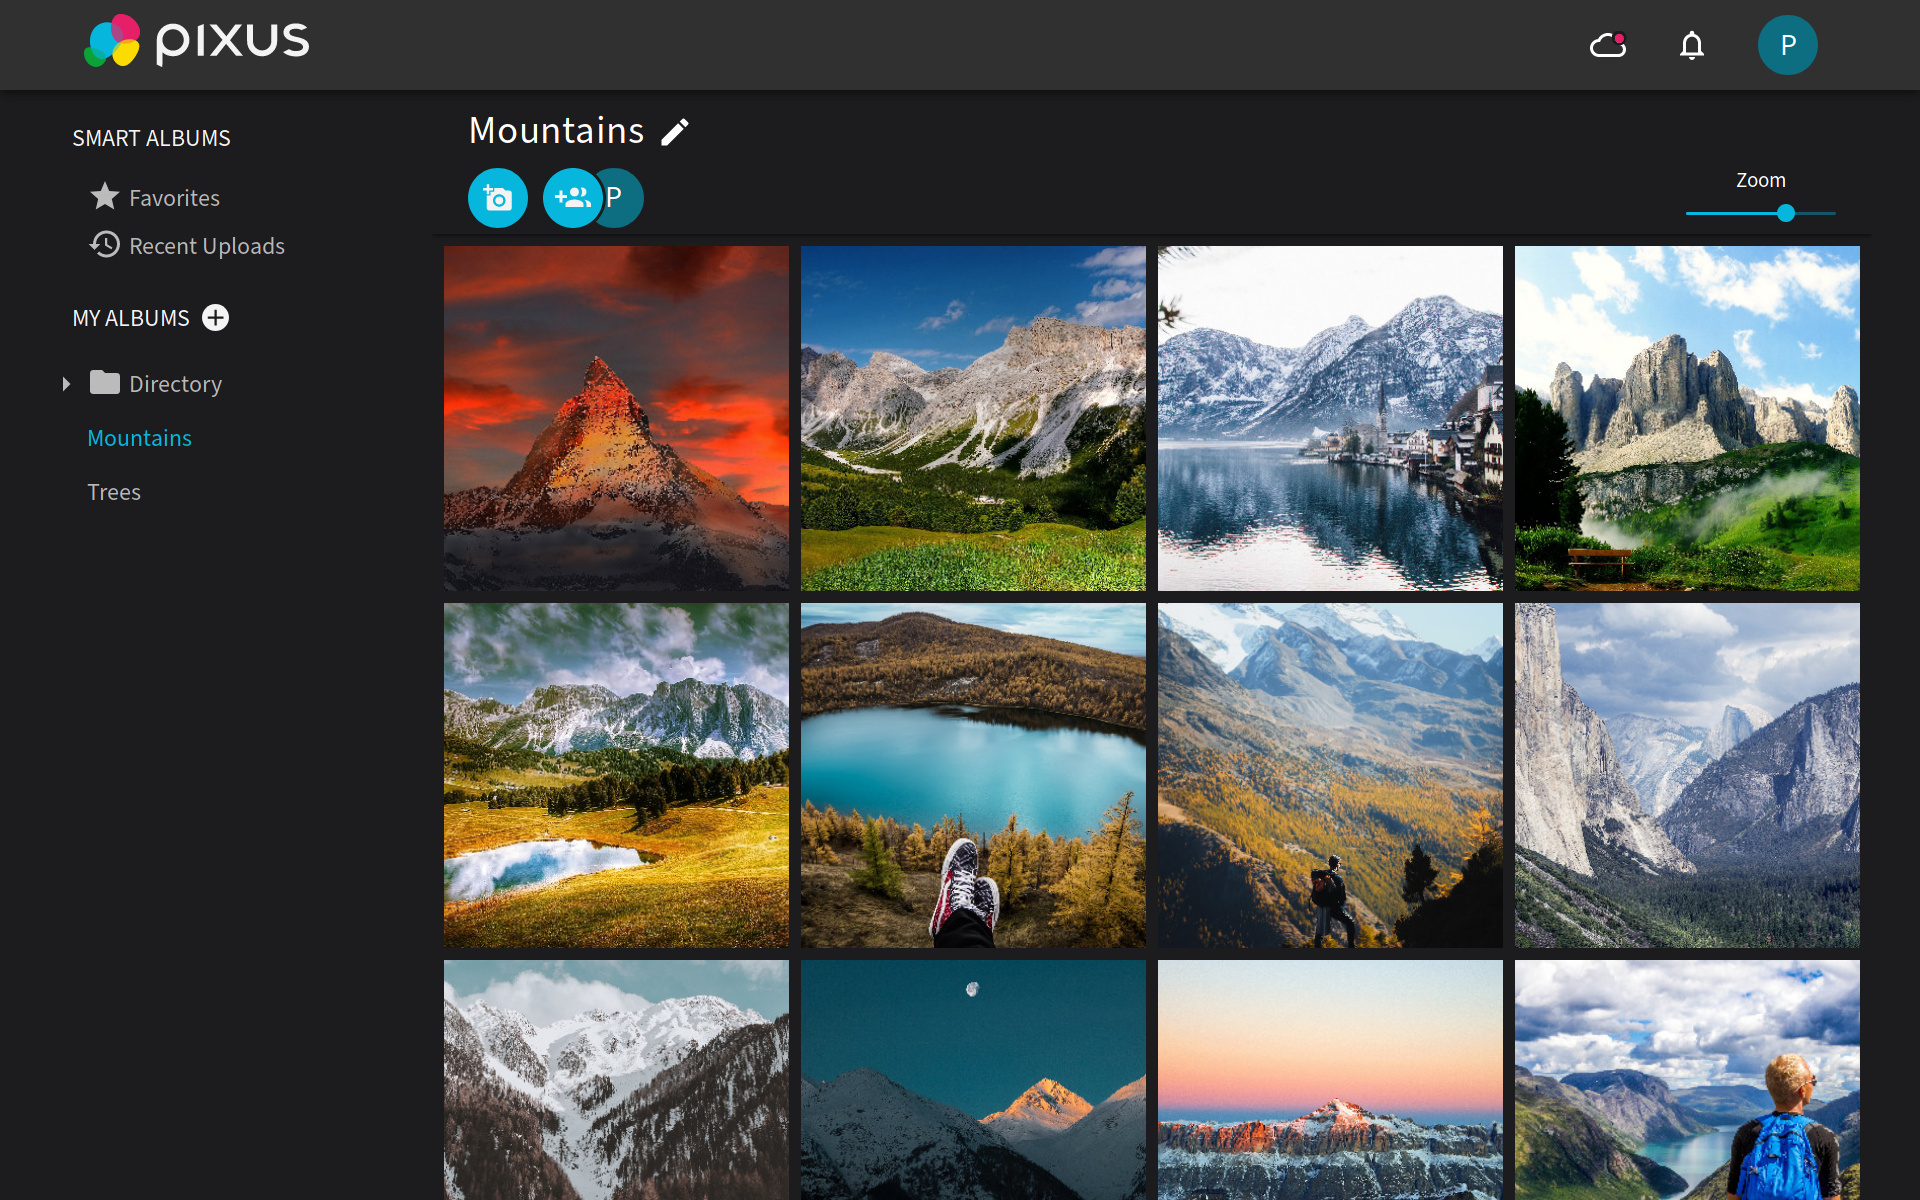 pixus
P
SMART ALBUMS
Favorites
Recent Uploads
MY ALBUMS
Directory
Mountains
Trees
Mountains
P
Zoom